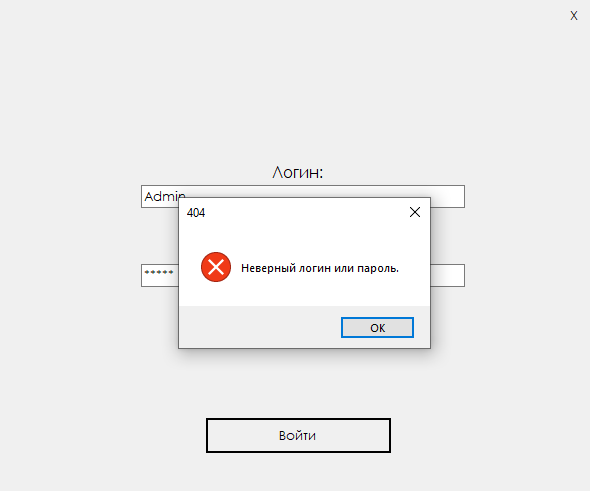 X
Логин:
Admin
404
Неверный логин или пароль.
*****
OK
Войти